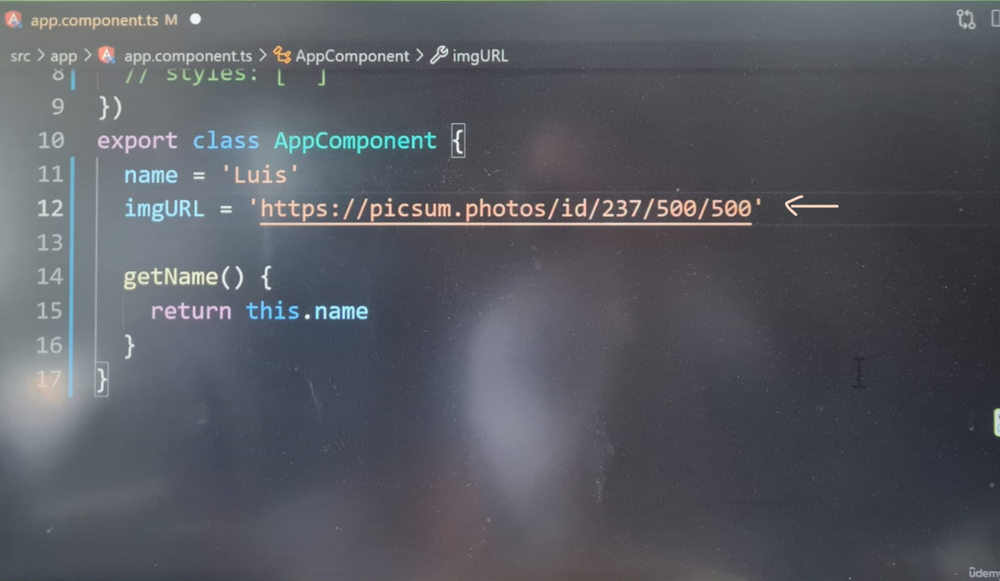 app.component.ts M
src > app > app.component.ts > AppComponent > imgURL
8 // styles: [ ]
9 })
10 export class AppComponent {
11 name = 'Luis'
12 imgURL = 'https://picsum.photos/id/237/500/500'
13
14 getName() {
15 return this.name
16 }
17 }